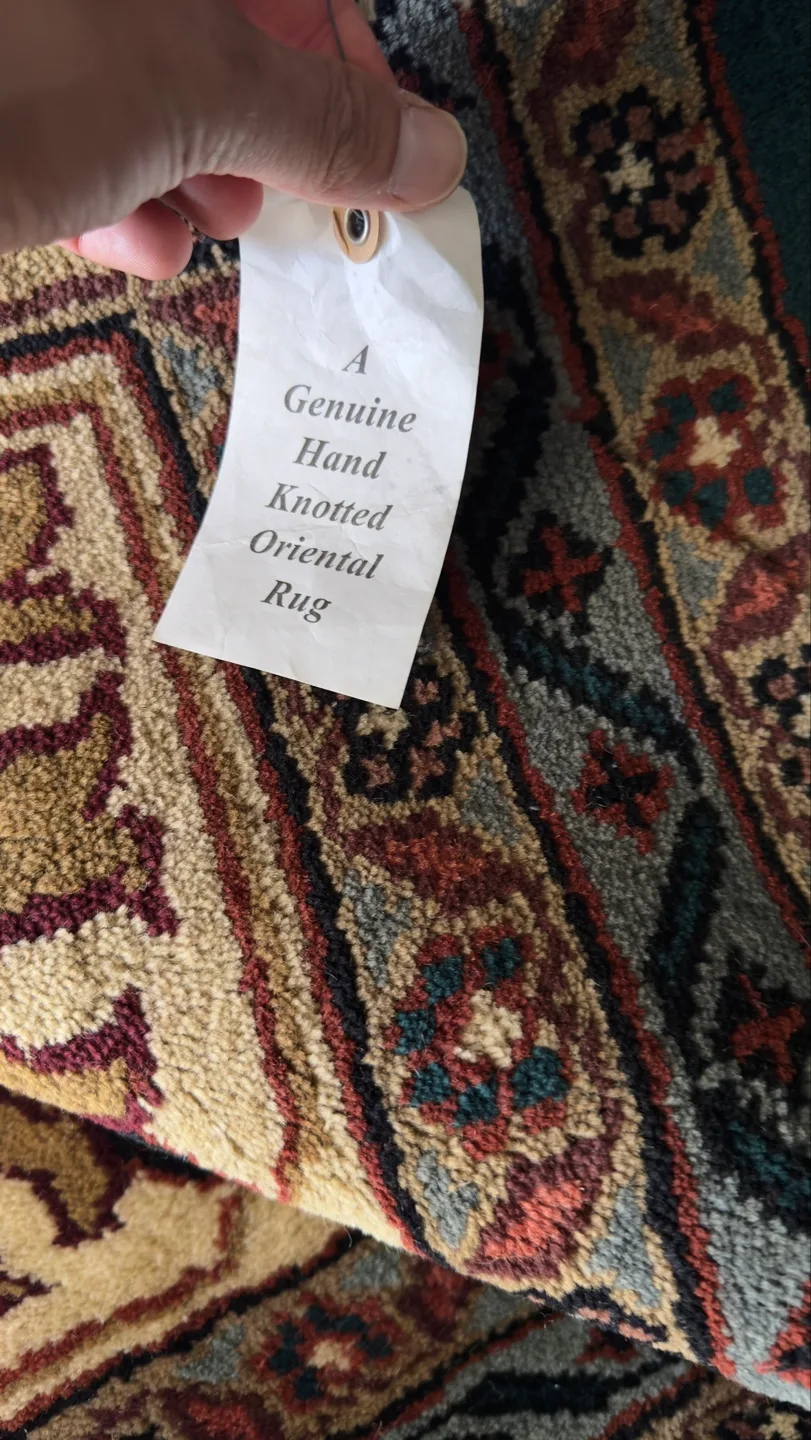 A
Genuine
Hand
Knotted
Oriental
Rug